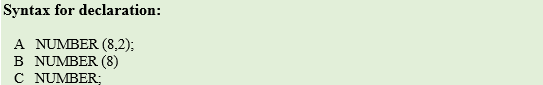 Syntax for declaration:
A NUMBER (8,2);
B NUMBER (8)
C NUMBER;